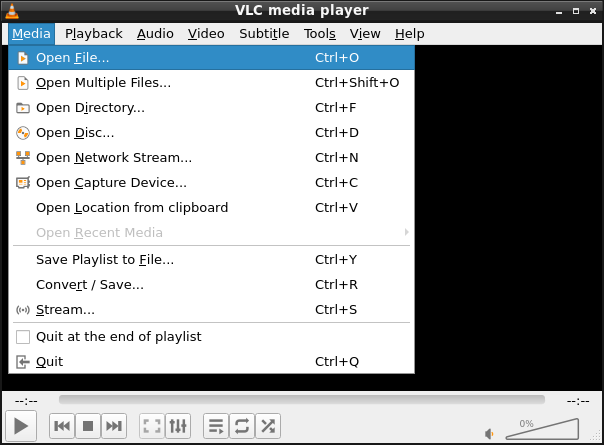 VLC media player
Media Playback Audio Video Subtitle Tools View Help
Open File... Ctrl+O
Open Multiple Files... Ctrl+Shift+O
Open Directory... Ctrl+F
Open Disc... Ctrl+D
Open Network Stream... Ctrl+N
Open Capture Device... Ctrl+C
Open Location from clipboard Ctrl+V
Open Recent Media
Save Playlist to File... Ctrl+Y
Convert / Save... Ctrl+R
Stream... Ctrl+S
Quit at the end of playlist
Quit Ctrl+Q
--:-- --:--
0%